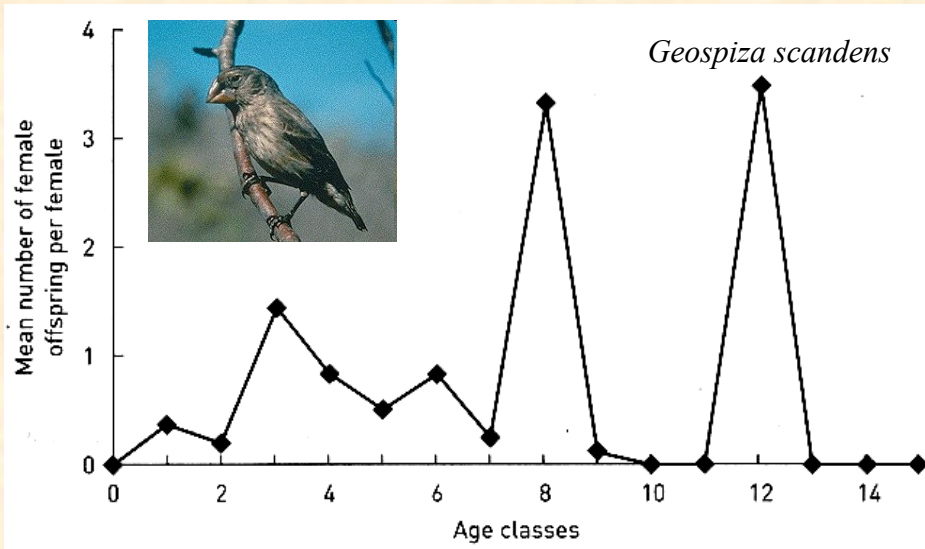 Geospiza scandens
Mean number of female
offspring per female
4
3
2
1
0
0 2 4 6 8 10 12 14
Age classes